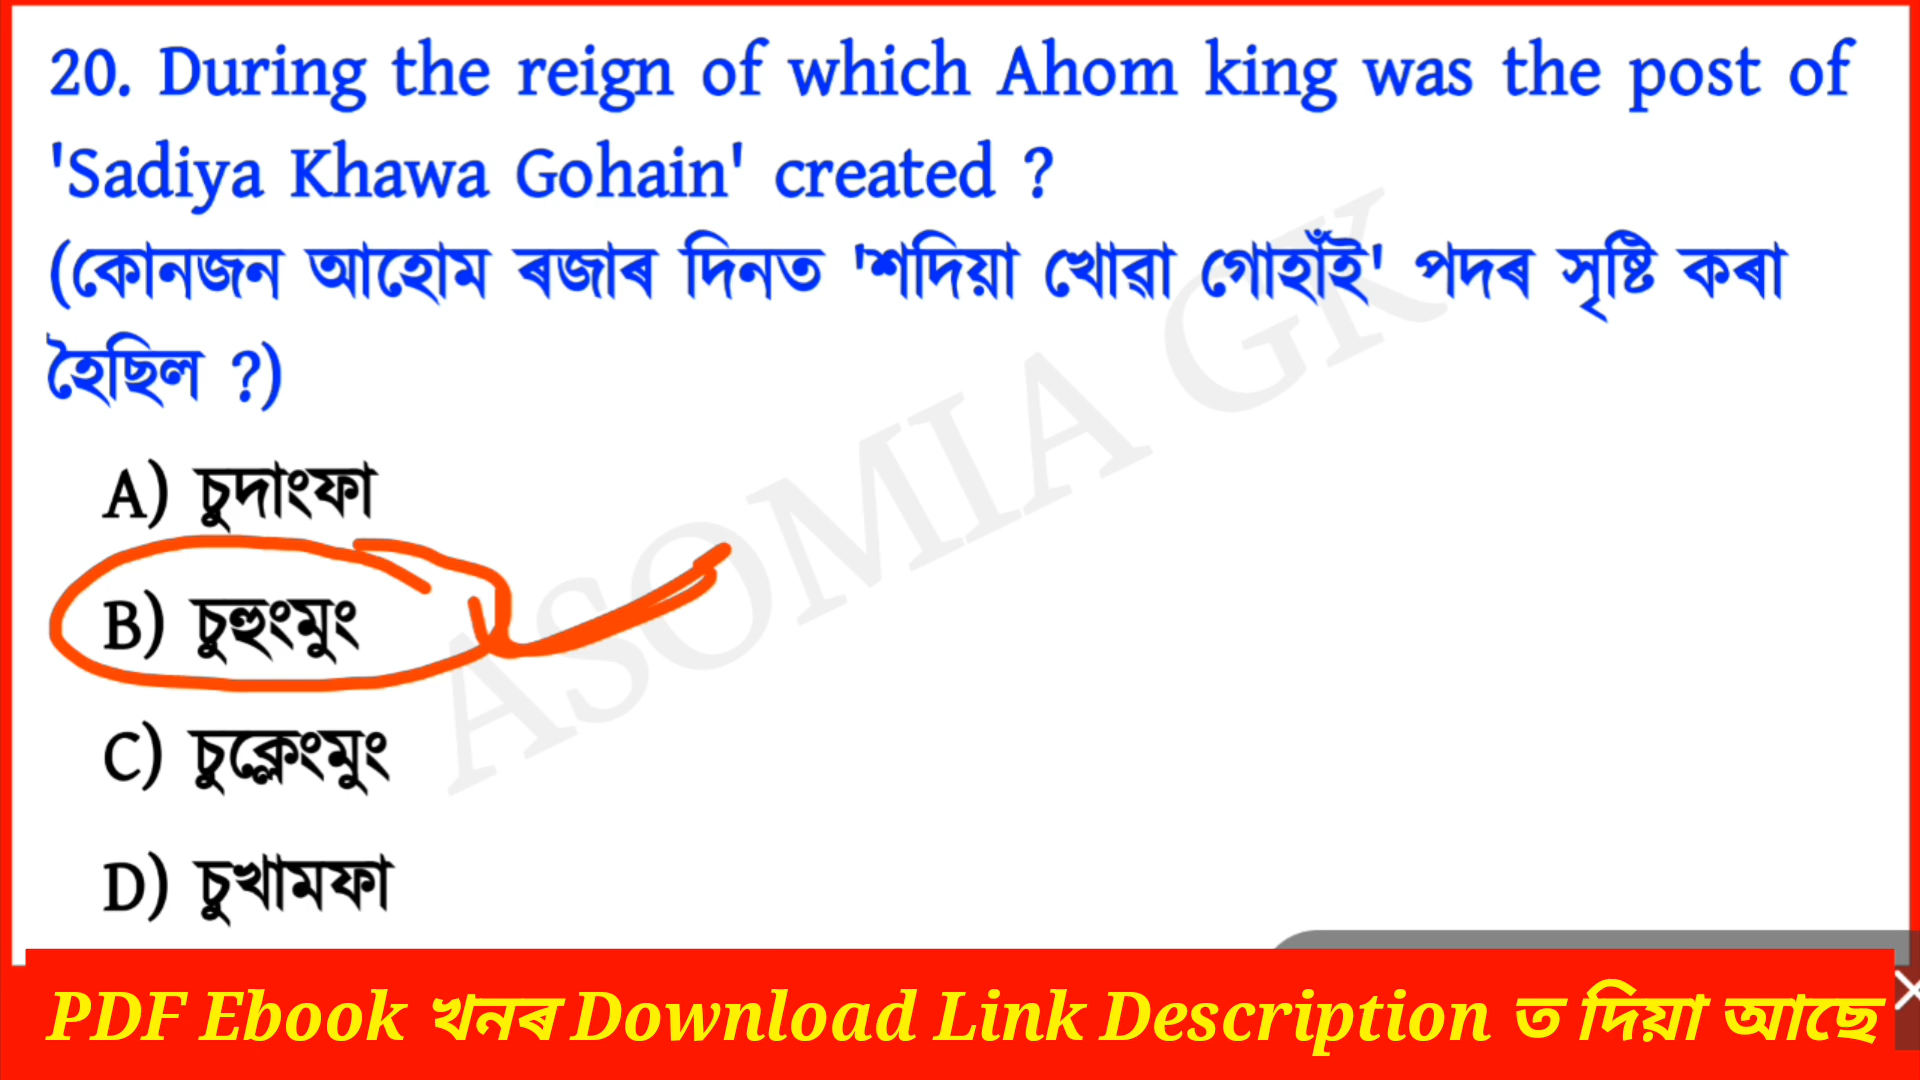 20. During the reign of which Ahom king was the post of
'Sadiya Khawa Gohain' created ?
(কোনজন আহোম ৰজাৰ দিনত 'শদিয়া খোৱা গোহাঁই' পদৰ সৃষ্টি কৰা
হৈছিল ?)
A) চুদাংফা
B) চুহুংমুং
C) চুক্লেংমুং
D) চুখামফা
ASOMIA GK
PDF Ebook খনৰ Download Link Description ত দিয়া আছে